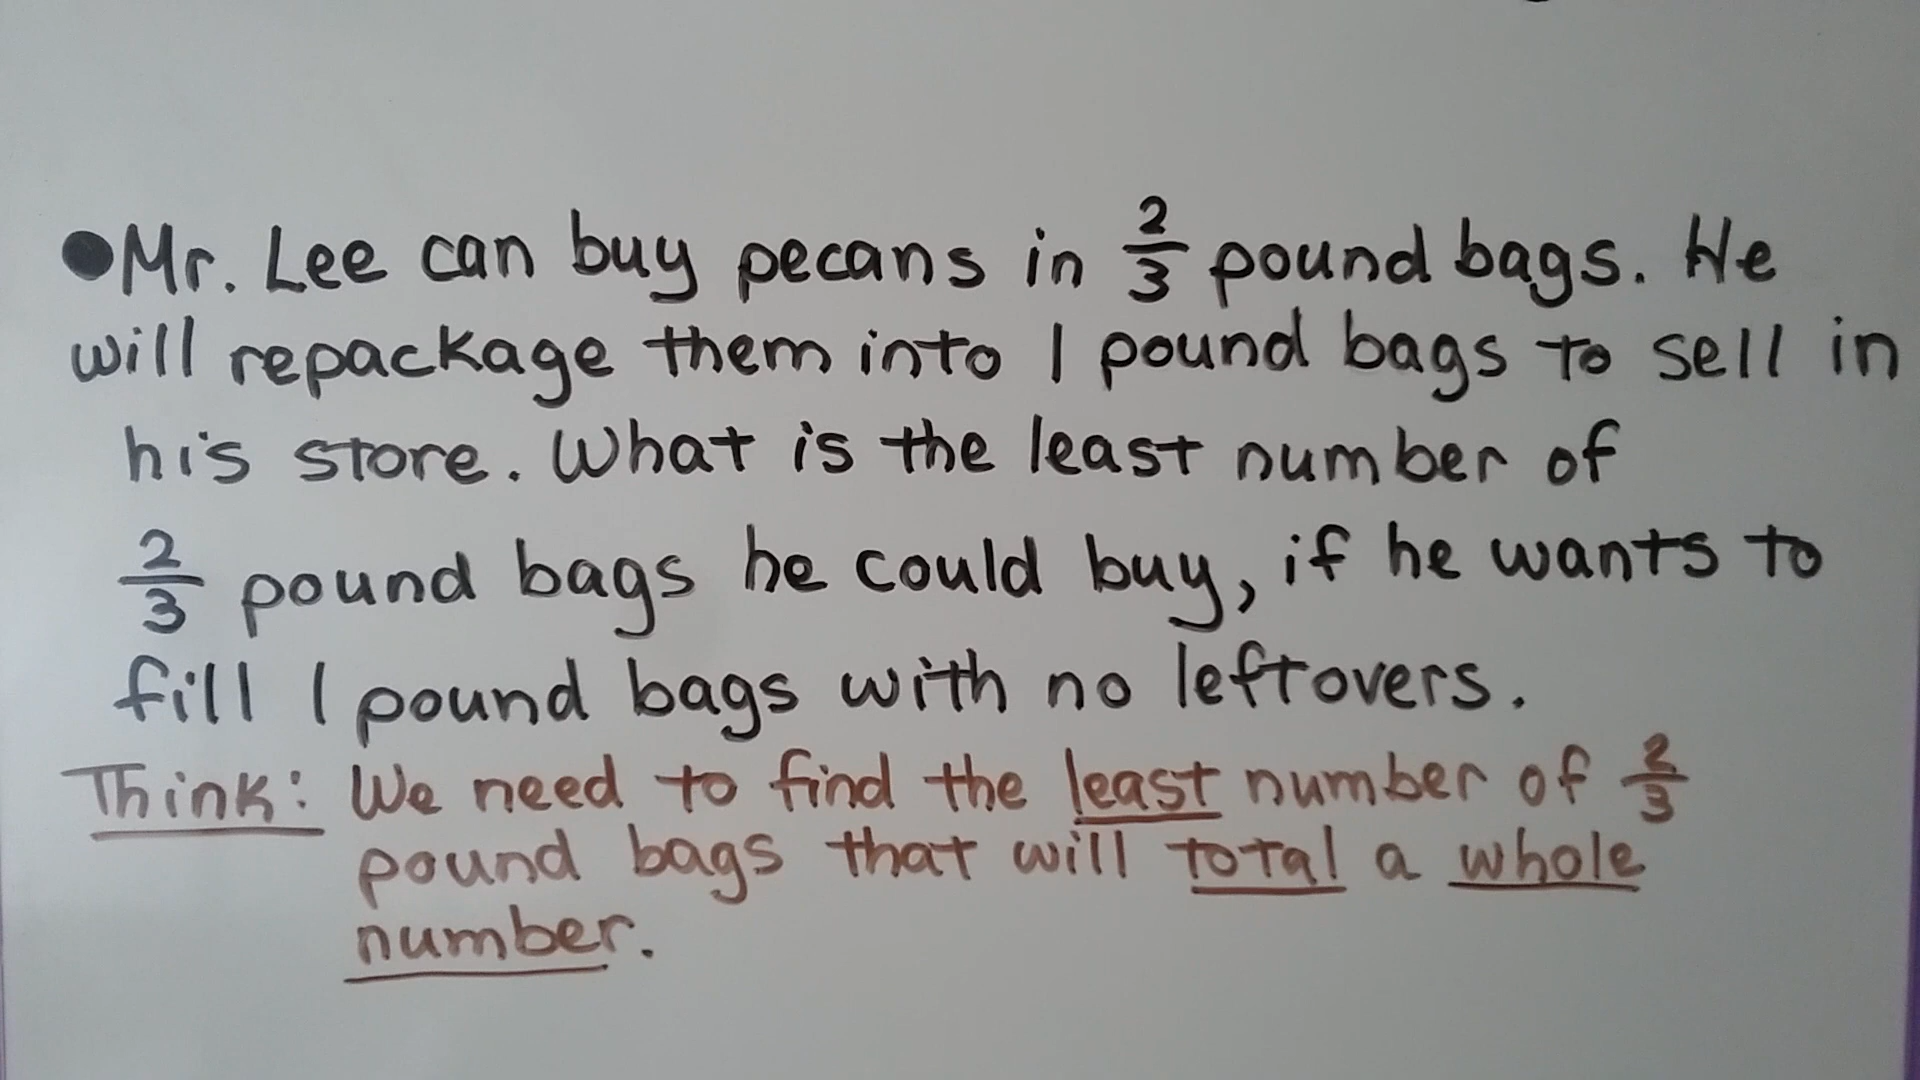 ●Mr. Lee can buy pecans in 2/3 pound bags. He
will repackage them into 1 pound bags to sell in
his store. What is the least number of
2/3 pound bags he could buy, if he wants to
fill 1 pound bags with no leftovers.
Think: We need to find the least number of 2/3
pound bags that will total a whole
number.